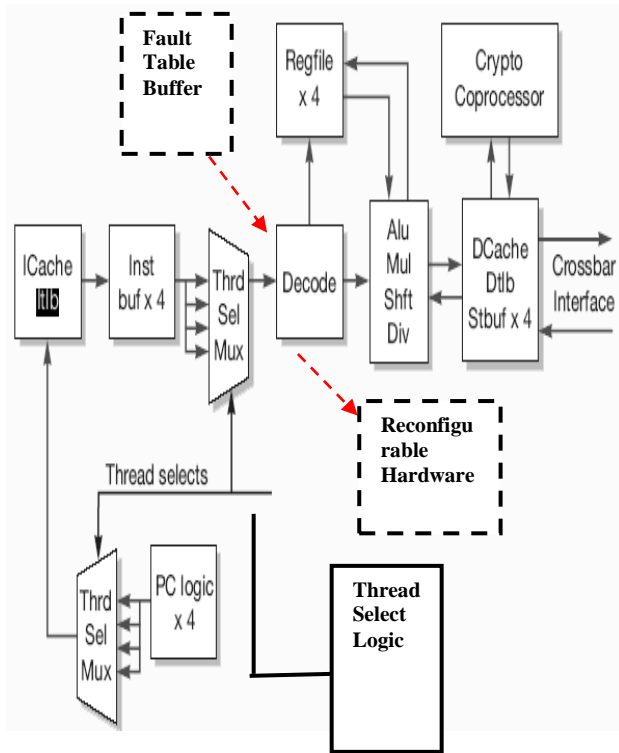 Fault
Table
Buffer
Regfile
x 4
Crypto
Coprocessor
ICache
Itlb
Inst
buf x 4
Thrd
Sel
Mux
Decode
Alu
Mul
Shft
Div
DCache
Dtlb
Stbuf x 4
Crossbar
Interface
Reconfigu
rable
Hardware
Thread selects
Thrd
Sel
Mux
PC logic
x 4
Thread
Select
Logic